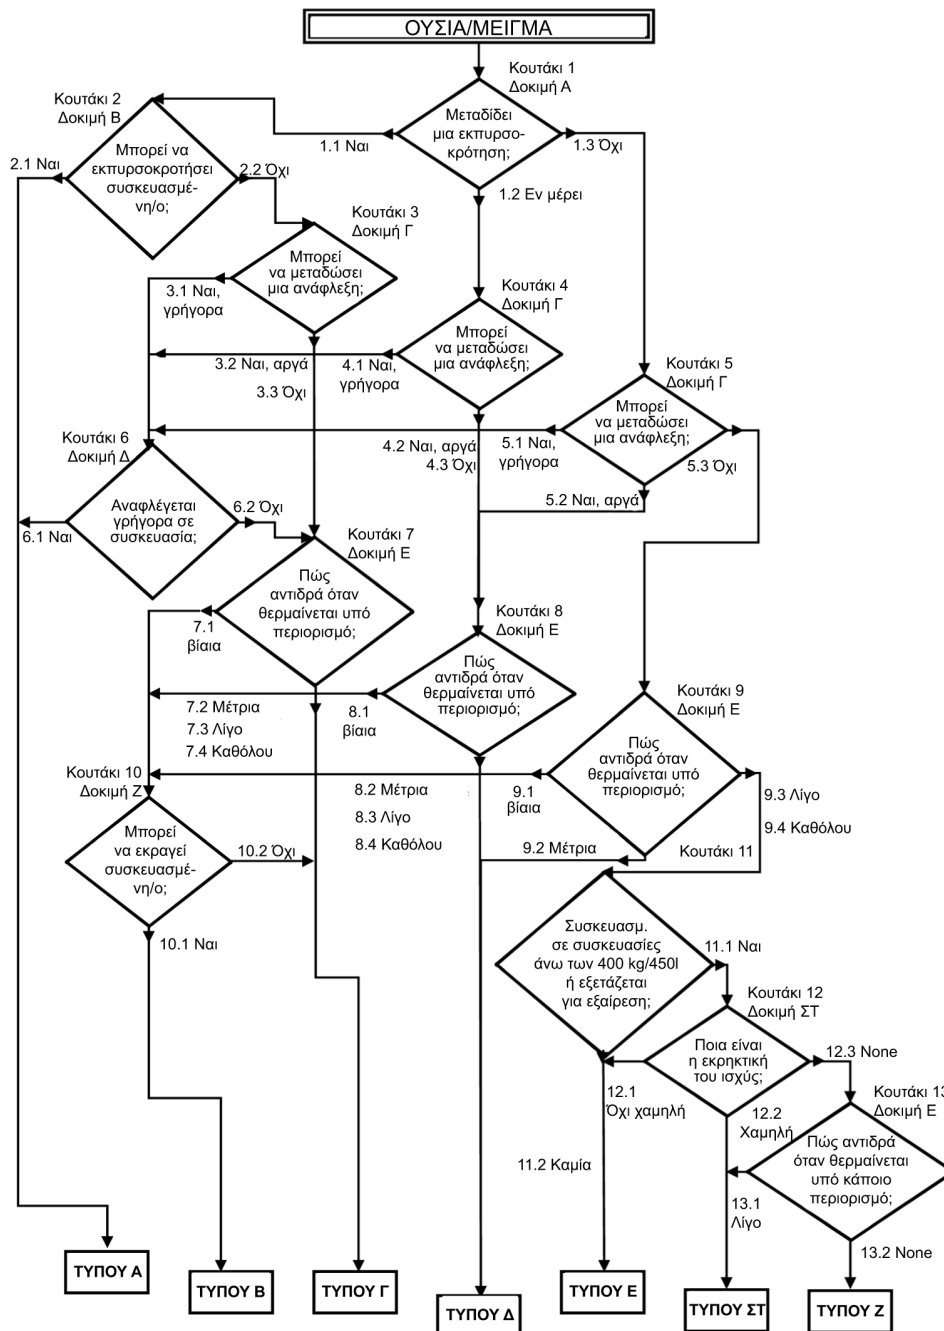 ΟΥΣΙΑ/ΜΕΙΓΜΑ
Κουτάκι 1
Δοκιμή Α
Μεταδίδει
μια εκπυρσο-
κρότηση;
1.1 Ναι
1.3 Όχι
1.2 Εν μέρει
Κουτάκι 2
Δοκιμή Β
Μπορεί να
εκπυρσοκροτήσει
συσκευασμέ-
νη/ο;
2.1 Ναι
2.2 Όχι
Κουτάκι 3
Δοκιμή Γ
Μπορεί
να μεταδώσει
μια ανάφλεξη;
3.1 Ναι,
γρήγορα
3.2 Ναι, αργά
3.3 Όχι
Κουτάκι 4
Δοκιμή Γ
Μπορεί
να μεταδώσει
μια ανάφλεξη;
4.1 Ναι,
γρήγορα
4.2 Ναι, αργά
4.3 Όχι
Κουτάκι 5
Δοκιμή Γ
Μπορεί
να μεταδώσει
μια ανάφλεξη;
5.1 Ναι,
γρήγορα
5.3 Όχι
5.2 Ναι, αργά
Κουτάκι 6
Δοκιμή Δ
Αναφλέγεται
γρήγορα σε
συσκευασία;
6.1 Ναι
6.2 Όχι
Κουτάκι 7
Δοκιμή Ε
Πώς
αντιδρά όταν
θερμαίνεται υπό
περιορισμό;
7.1
βίαια
7.2 Μέτρια
7.3 Λίγο
7.4 Καθόλου
Κουτάκι 8
Δοκιμή Ε
Πώς
αντιδρά όταν
θερμαίνεται υπό
περιορισμό;
8.1
βίαια
8.2 Μέτρια
8.3 Λίγο
8.4 Καθόλου
Κουτάκι 9
Δοκιμή Ε
Πώς
αντιδρά όταν
θερμαίνεται υπό
περιορισμό;
9.1
βίαια
9.2 Μέτρια
9.3 Λίγο
9.4 Καθόλου
Κουτάκι 10
Δοκιμή Ζ
Μπορεί
να εκραγεί
συσκευασμέ-
νη/ο;
10.2 Όχι
10.1 Ναι
Κουτάκι 11
Συσκευασμ.
σε συσκευασίες
άνω των 400 kg/450l
ή εξετάζεται
για εξαίρεση;
11.1 Ναι
11.2 Καμία
Κουτάκι 12
Δοκιμή ΣΤ
Ποια είναι
η εκρηκτική
του ισχύς;
12.1
Όχι χαμηλή
12.2
Χαμηλή
12.3 None
Κουτάκι 13
Δοκιμή Ε
Πώς αντιδρά
όταν θερμαίνεται
υπό κάποιο
περιορισμό;
13.1
Λίγο
13.2 None
ΤΥΠΟΥ Α
ΤΥΠΟΥ Β
ΤΥΠΟΥ Γ
ΤΥΠΟΥ Δ
ΤΥΠΟΥ Ε
ΤΥΠΟΥ ΣΤ
ΤΥΠΟΥ Ζ